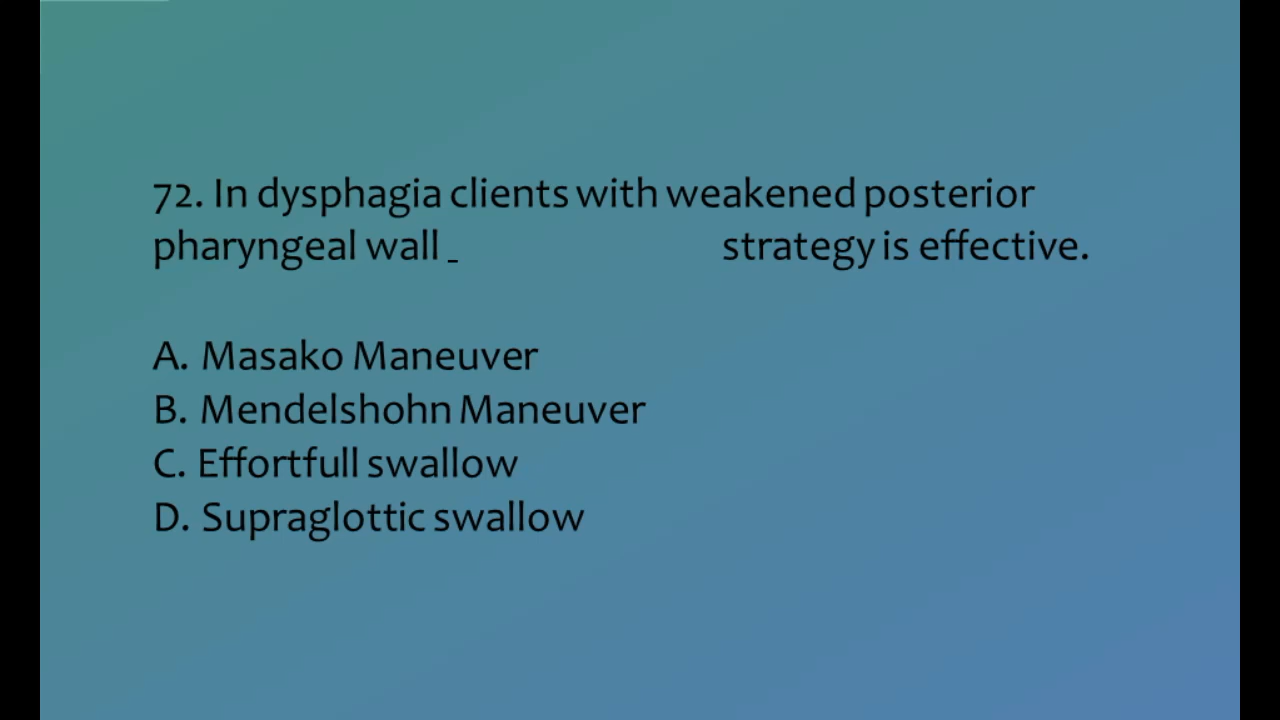 72. In dysphagia clients with weakened posterior
pharyngeal wall _ strategy is effective.
A. Masako Maneuver
B. Mendelshohn Maneuver
C. Effortfull swallow
D. Supraglottic swallow